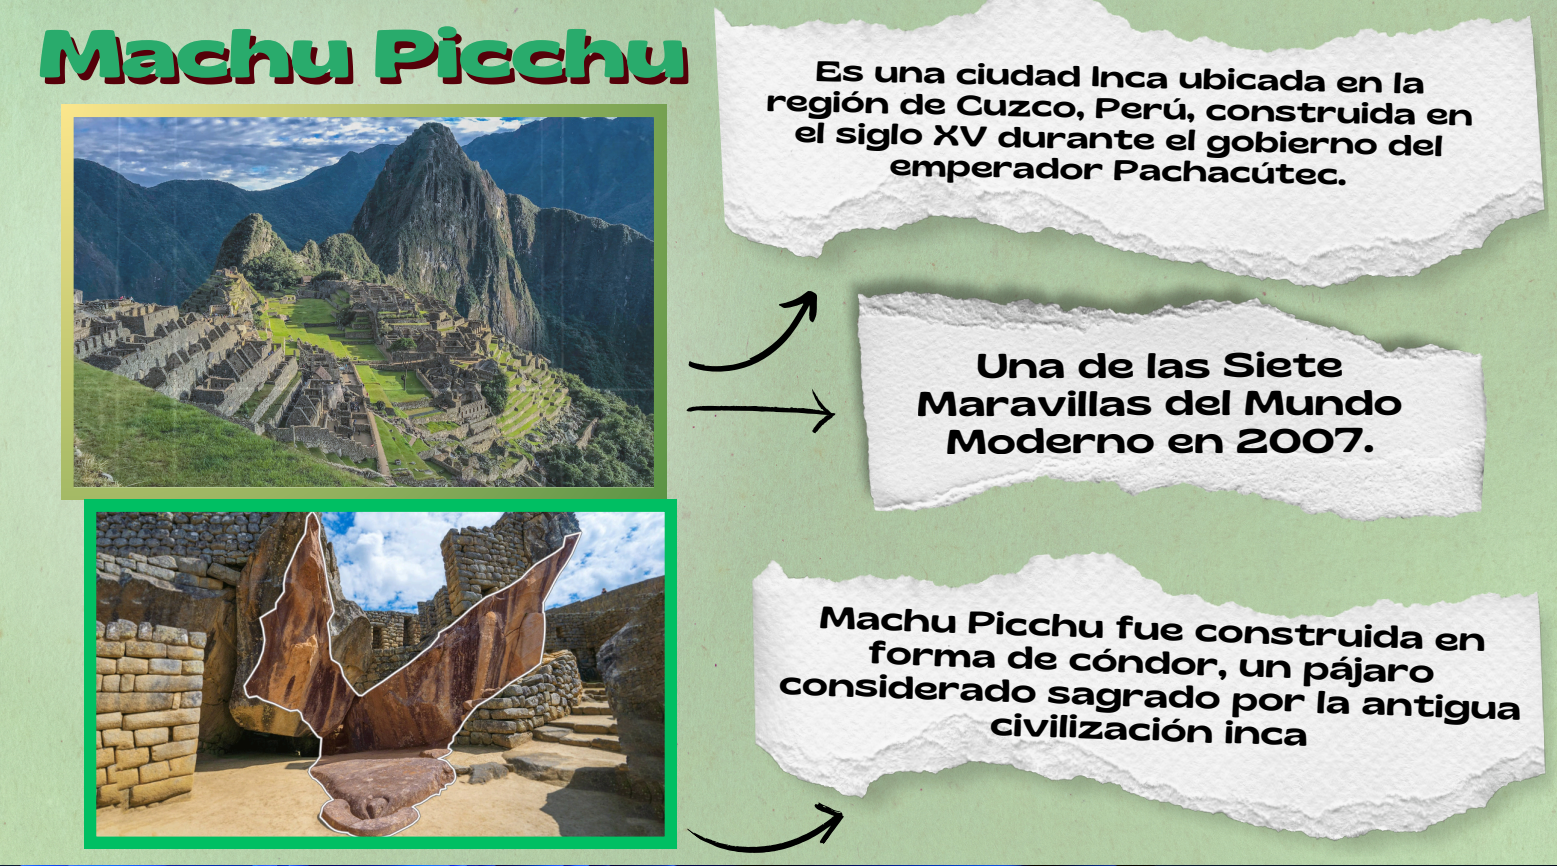 Machu Picchu
Es una ciudad Inca ubicada en la
región de Cuzco, Perú, construida en
el siglo XV durante el gobierno del
emperador Pachacútec.
Una de las Siete
Maravillas del Mundo
Moderno en 2007.
Machu Picchu fue construida en
forma de cóndor, un pájaro
considerado sagrado por la antigua
civilización inca